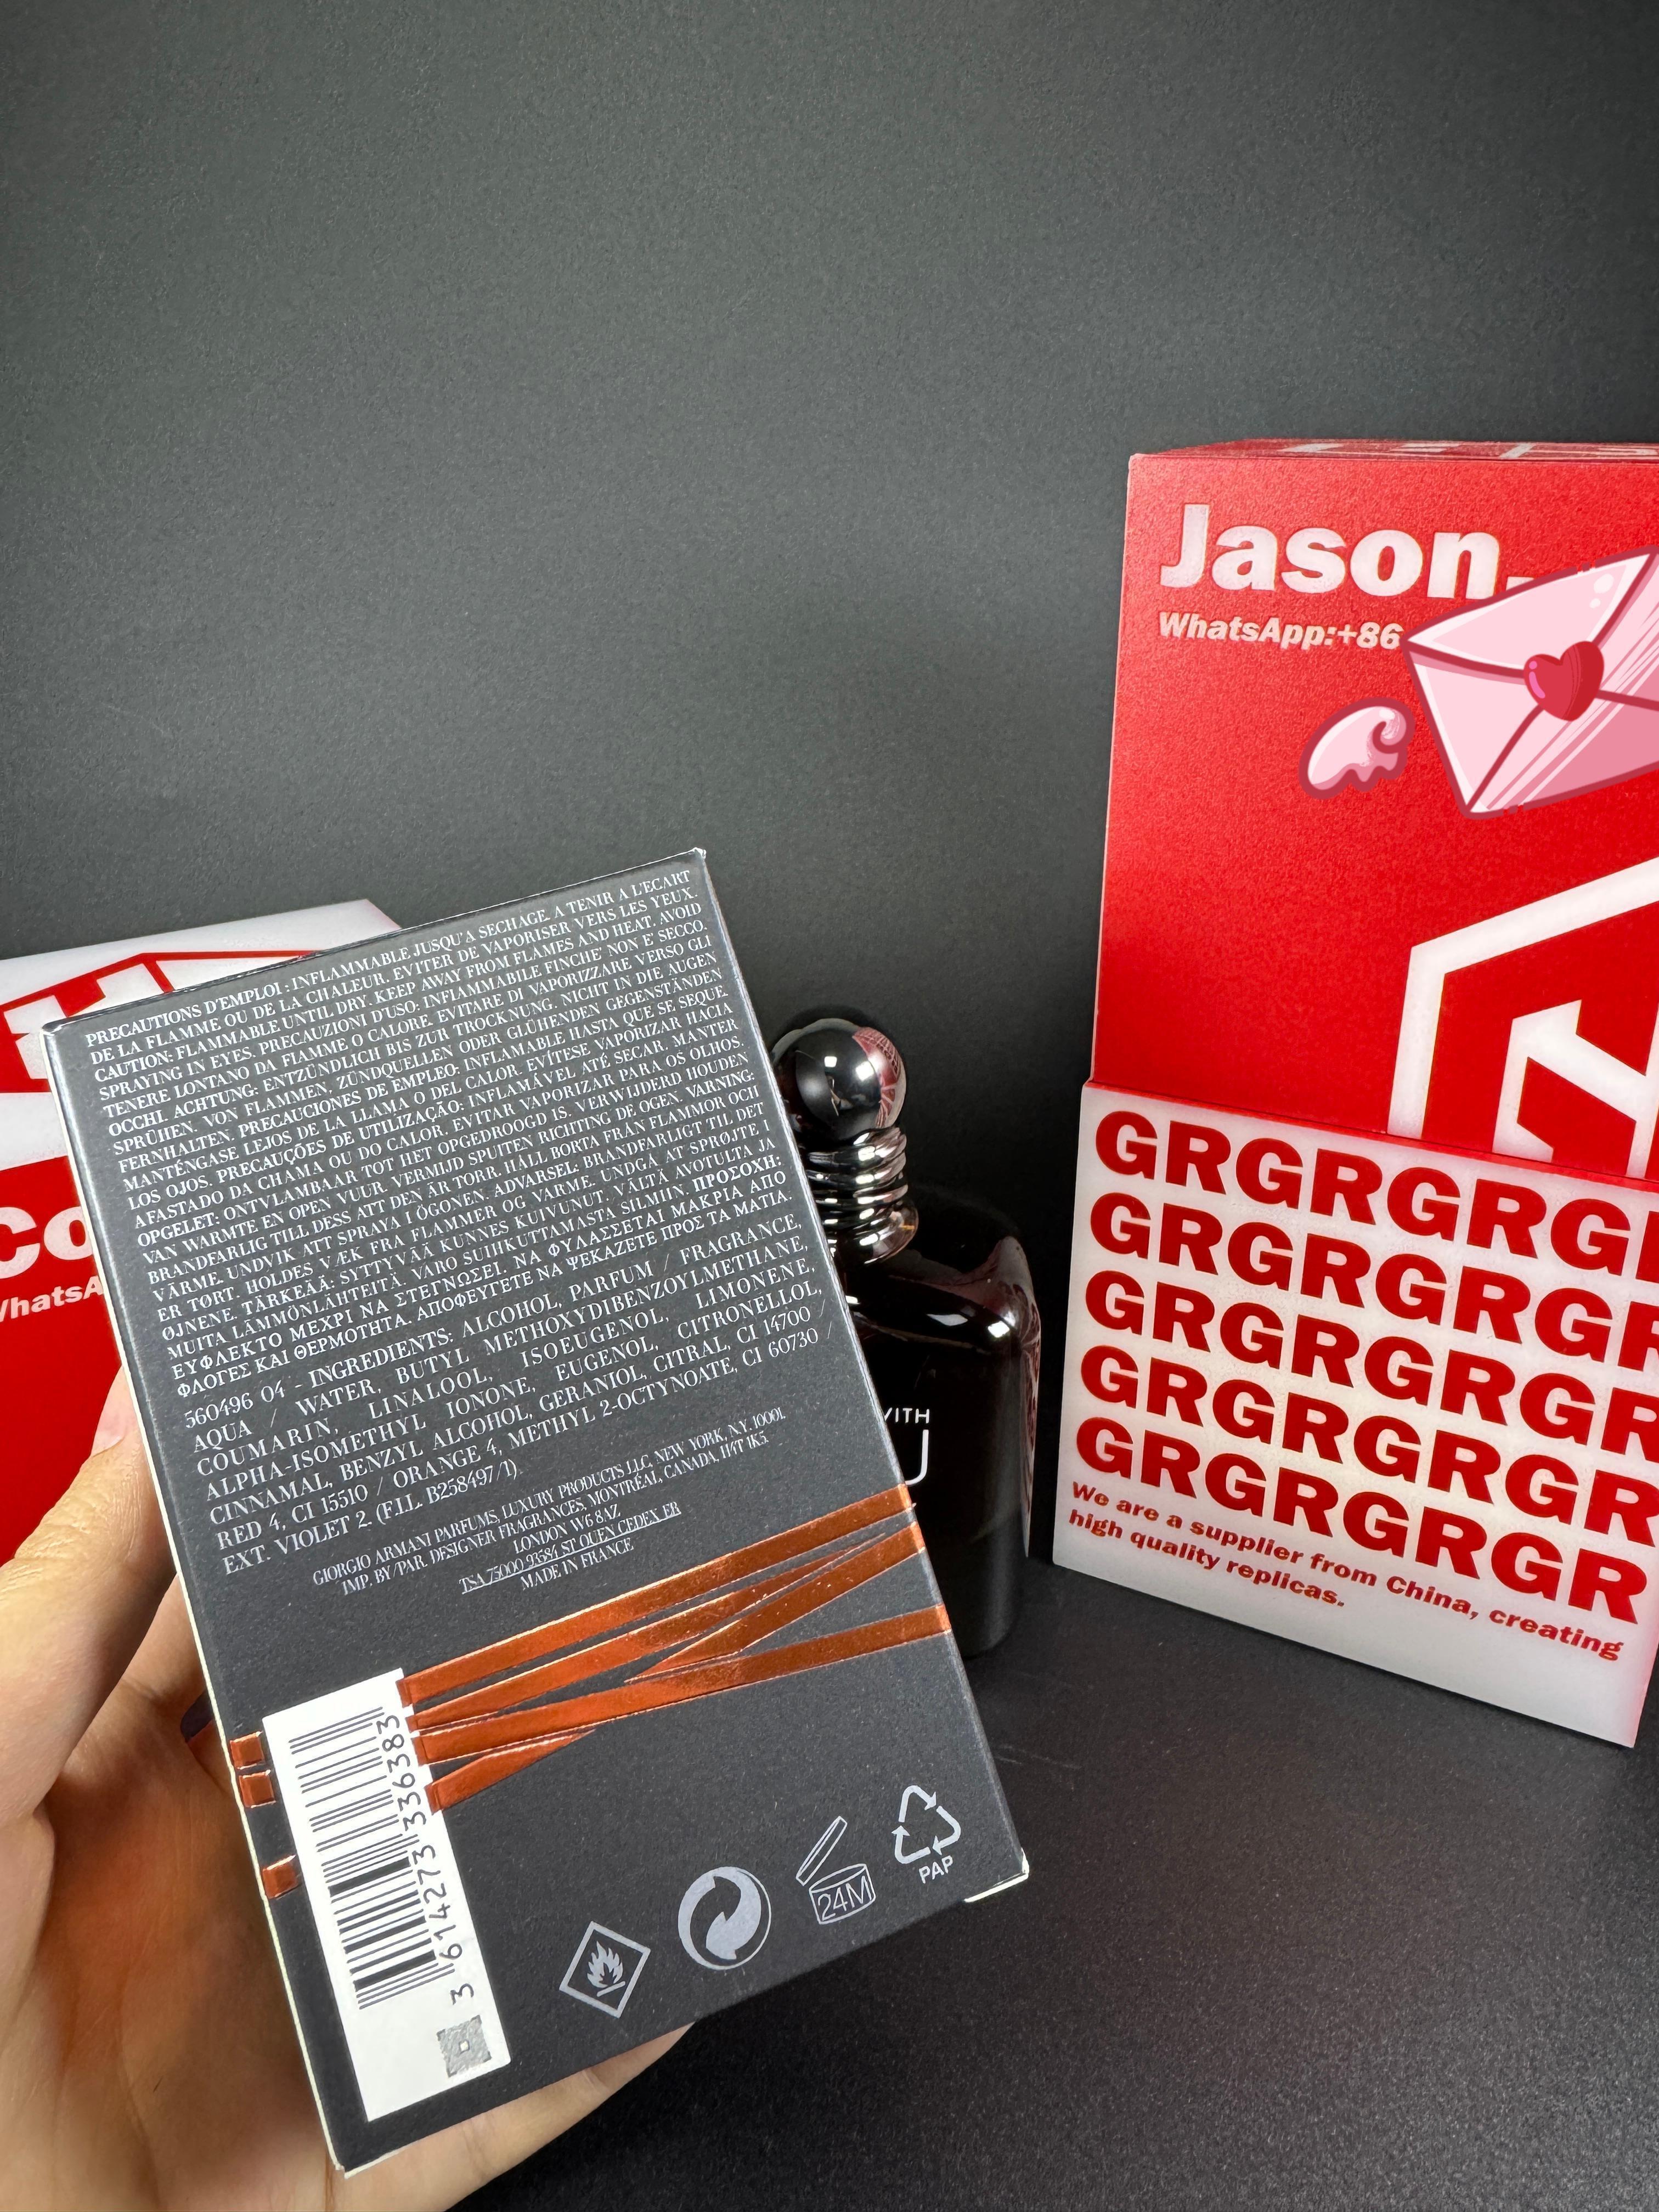 Jason.
WhatsApp:+86
GRGRGRG
GRGRGRGR
GRGRGRGR
GRGRGRGR
GRGRGRGR
We are a supplier from China, creating
high quality replicas.
Co
WhatsA
PRECAUTIONS D'EMPLOI : INFLAMMABLE JUSQU'A SECHAGE. A TENIR A L'ECART
DE LA FLAMME OU DE LA CHALEUR. EVITER DE VAPORISER VERS LES YEUX.
CAUTION: FLAMMABLE UNTIL DRY. KEEP AWAY FROM FLAMES AND HEAT. AVOID
SPRAYING IN EYES. PRECAUZIONI D'USO: INFLAMMABILE FINCHE' NON E' SECCO.
TENERE LONTANO DA FIAMME O CALORE. EVITARE DI VAPORIZZARE VERSO GLI
OCCHI. ACHTUNG: ENTZÜNDLICH BIS ZUR TROCKNUNG. NICHT IN DIE AUGEN
SPRÜHEN. VON FLAMMEN, ZÜNDQUELLEN ODER GLÜHENDEN GEGENSTÄNDEN
FERNHALTEN. PRECAUCIONES DE EMPLEO: INFLAMABLE HASTA QUE SE SEQUE.
MANTÉNGASE LEJOS DE LA LLAMA O DEL CALOR. EVÍTESE VAPORIZAR HACIA
LOS OJOS. PRECAUÇÕES DE UTILIZAÇÃO: INFLAMÁVEL ATÉ SECAR. MANTER
AFASTADO DA CHAMA OU DO CALOR. EVITAR VAPORIZAR PARA OS OLHOS.
OPGELET: ONTVLAMBAAR TOT HET OPGEDROOGD IS. VERWIJDERD HOUDEN
VAN WARMTE EN OPEN VUUR. VERMIJD SPUITEN RICHTING DE OGEN. VARNING:
BRANDFARLIG TILL DESS ATT DEN ÄR TORR. HÅLL BORTA FRÅN FLAMMOR OCH
VÄRME. UNDVIK ATT SPRAYA I ÖGONEN. ADVARSEL: BRANDFARLIGT TIL DET
ER TØRT. HOLDES VÆK FRA FLAMMER OG VARME. UNDGÅ AT SPRØJTE I
ØJNENE. TÄRKEÄÄ: SYTTYVÄÄ KUNNES KUIVUNUT. VÄLTÄ AVOTULTA JA
MUITA LÄMMÖNLÄHTEITÄ. VARO SUIHKUTTAMASTA SILMIIN. ΠΡΟΣΟΧΗ:
ΕΥΦΛΕΚΤΟ ΜΕΧΡΙ ΝΑ ΣΤΕΓΝΩΣΕΙ. ΝΑ ΦΥΛΑΣΣΕΤΑΙ ΜΑΚΡΙΑ ΑΠΟ
ΦΛΟΓΕΣ ΚΑΙ ΘΕΡΜΟΤΗΤΑ. ΑΠΟΦΕΥΓΕΤΕ ΝΑ ΨΕΚΑΖΕΤΕ ΠΡΟΣ ΤΑ ΜΑΤΙΑ.
560496 04 - INGREDIENTS: ALCOHOL, PARFUM / FRAGRANCE,
AQUA / WATER, BUTYL METHOXYDIBENZOYLMETHANE,
COUMARIN, LINALOOL, ISOEUGENOL, LIMONENE,
ALPHA-ISOMETHYL IONONE, EUGENOL, CITRONELLOL,
CINNAMAL, BENZYL ALCOHOL, GERANIOL, CITRAL, CI 14700 /
RED 4, CI 15510 / ORANGE 4, METHYL 2-OCTYNOATE, CI 60730 /
EXT. VIOLET 2. (F.I.L. B258497/1).
GIORGIO ARMANI PARFUMS, LUXURY PRODUCTS LLC, NEW YORK, N.Y. 10001.
IMP. BY/PAR. DESIGNER FRAGRANCES, MONTRÉAL, CANADA, H4T 1K5.
LONDON W6 8AZ
TSA 75000 93584 ST OUEN CEDEX FR
MADE IN FRANCE
3 614273 336383
24M
PAP
WITH
U